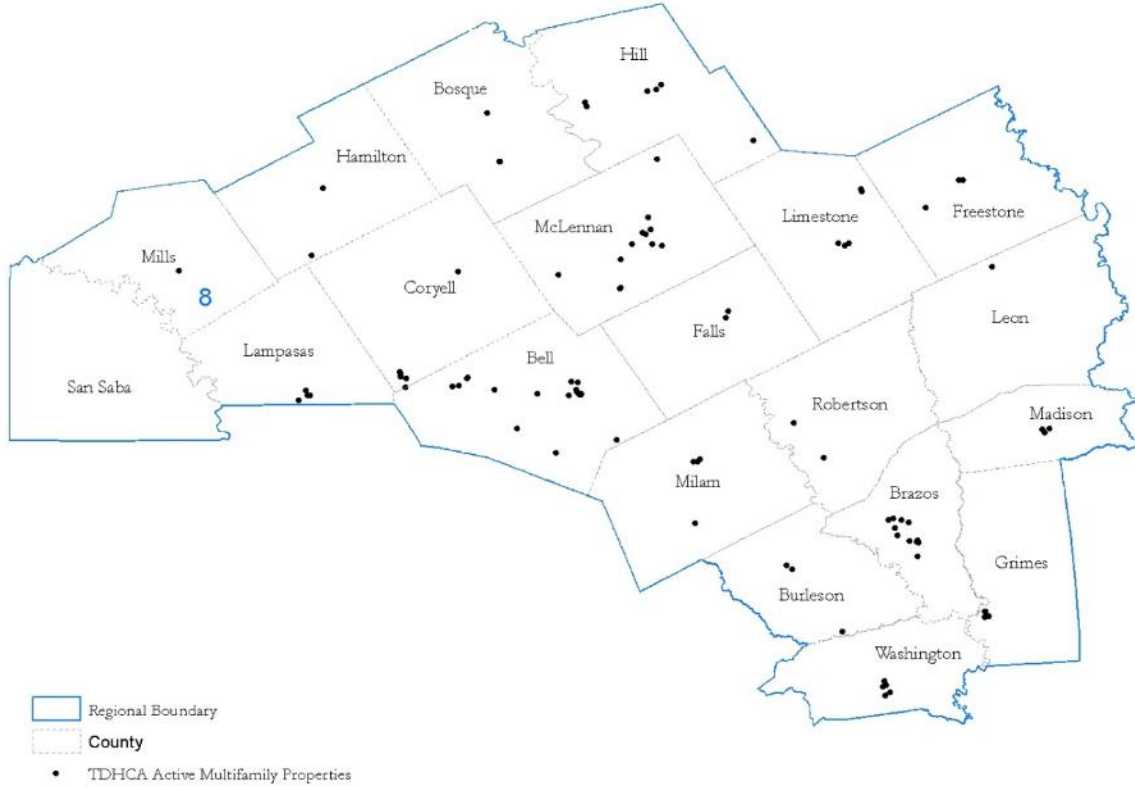 Hill
Bosque
Hamilton
McLennan
Limestone
Freestone
Mills
8
Coryell
Leon
Falls
Lampasas
Bell
San Saba
Robertson
Madison
Milam
Brazos
Grimes
Burleson
Washington
Regional Boundary
County
TDHCA Active Multifamily Properties